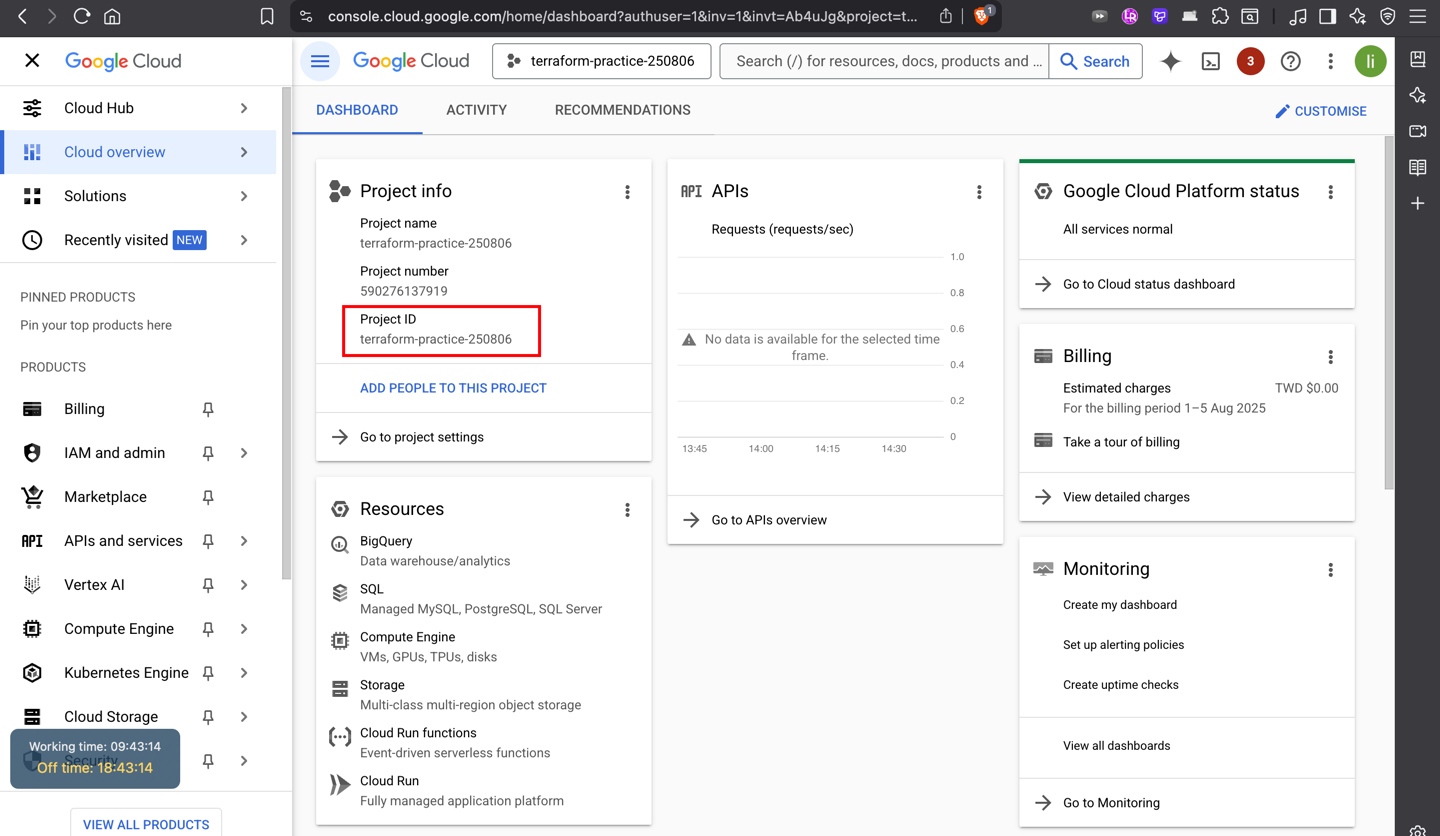 console.cloud.google.com/home/dashboard?authuser=1&inv=1&invt=Ab4uJg&project=t...
1
Google Cloud
Cloud Hub
Cloud overview
Solutions
Recently visited NEW
PINNED PRODUCTS
Pin your top products here
PRODUCTS
Billing
IAM and admin
Marketplace
API APIs and services
Vertex AI
Compute Engine
Kubernetes Engine
Cloud Storage
Security
Working time: 09:43:14
Off time: 18:43:14
VIEW ALL PRODUCTS
Google Cloud
terraform-practice-250806
Search (/) for resources, docs, products and ...
Search
3
li
DASHBOARD
ACTIVITY
RECOMMENDATIONS
CUSTOMISE
Project info
Project name
terraform-practice-250806
Project number
590276137919
Project ID
terraform-practice-250806
ADD PEOPLE TO THIS PROJECT
Go to project settings
Resources
BigQuery
Data warehouse/analytics
SQL
Managed MySQL, PostgreSQL, SQL Server
Compute Engine
VMs, GPUs, TPUs, disks
Storage
Multi-class multi-region object storage
Cloud Run functions
Event-driven serverless functions
Cloud Run
Fully managed application platform
API APIs
Requests (requests/sec)
1.0
0.8
0.6
0.4
0.2
0
No data is available for the selected time
frame.
13:45
14:00
14:15
14:30
Go to APIs overview
Google Cloud Platform status
All services normal
Go to Cloud status dashboard
Billing
Estimated charges
TWD $0.00
For the billing period 1–5 Aug 2025
Take a tour of billing
View detailed charges
Monitoring
Create my dashboard
Set up alerting policies
Create uptime checks
View all dashboards
Go to Monitoring